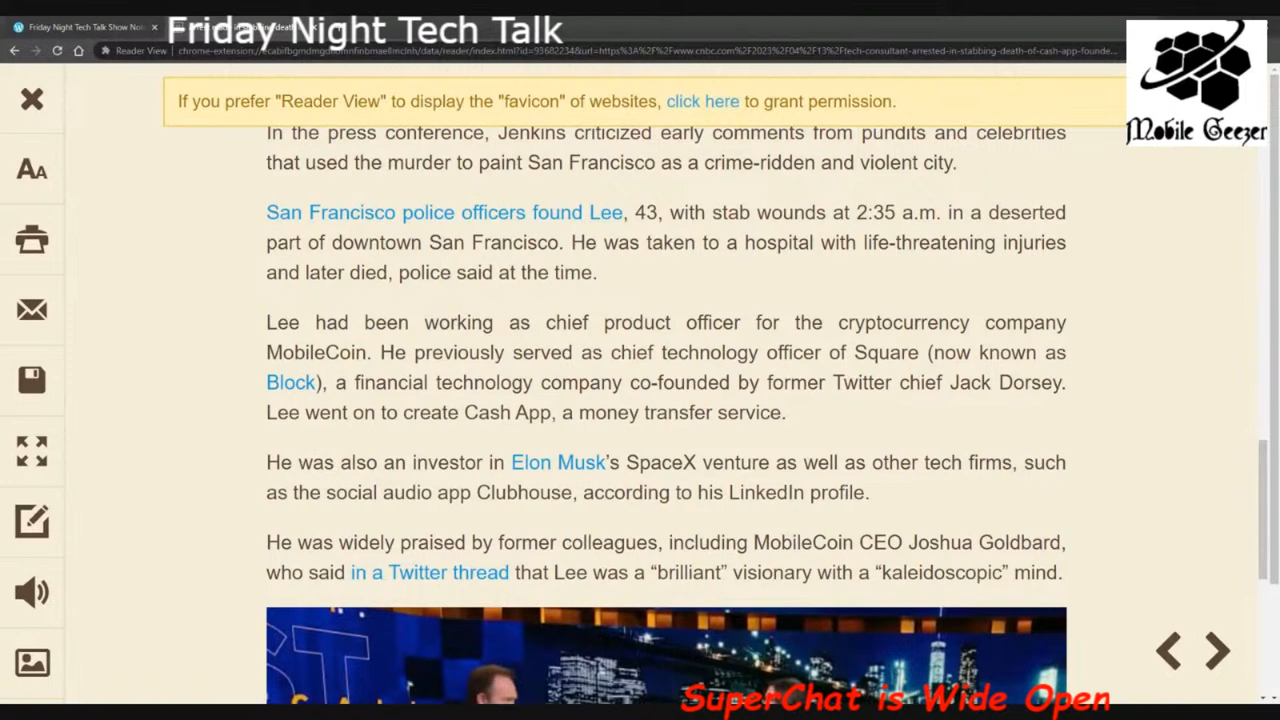 Friday Night Tech Talk
Friday Night Tech Talk Show No
Reader View
If you prefer "Reader View" to display the "favicon" of websites, click here to grant permission.
Mobile Geezer
In the press conference, Jenkins criticized early comments from pundits and celebrities
that used the murder to paint San Francisco as a crime-ridden and violent city.
San Francisco police officers found Lee, 43, with stab wounds at 2:35 a.m. in a deserted
part of downtown San Francisco. He was taken to a hospital with life-threatening injuries
and later died, police said at the time.
Lee had been working as chief product officer for the cryptocurrency company
MobileCoin. He previously served as chief technology officer of Square (now known as
Block), a financial technology company co-founded by former Twitter chief Jack Dorsey.
Lee went on to create Cash App, a money transfer service.
He was also an investor in Elon Musk’s SpaceX venture as well as other tech firms, such
as the social audio app Clubhouse, according to his LinkedIn profile.
He was widely praised by former colleagues, including MobileCoin CEO Joshua Goldbard,
who said in a Twitter thread that Lee was a “brilliant” visionary with a “kaleidoscopic” mind.
ST
SuperChat is Wide Open